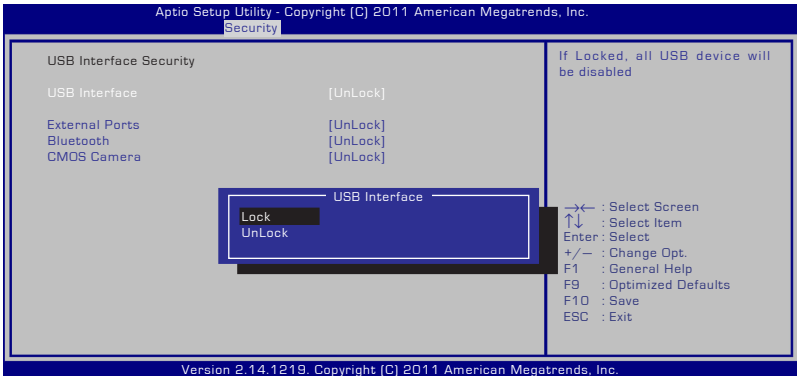 Aptio Setup Utility - Copyright (C) 2011 American Megatrends, Inc.
Security
USB Interface Security
USB Interface [UnLock]
External Ports [UnLock]
Bluetooth [UnLock]
CMOS Camera [UnLock]
USB Interface
Lock
UnLock
If Locked, all USB device will
be disabled
→← : Select Screen
↑↓ : Select Item
Enter : Select
+/− : Change Opt.
F1 : General Help
F9 : Optimized Defaults
F10 : Save
ESC : Exit
Version 2.14.1219. Copyright (C) 2011 American Megatrends, Inc.